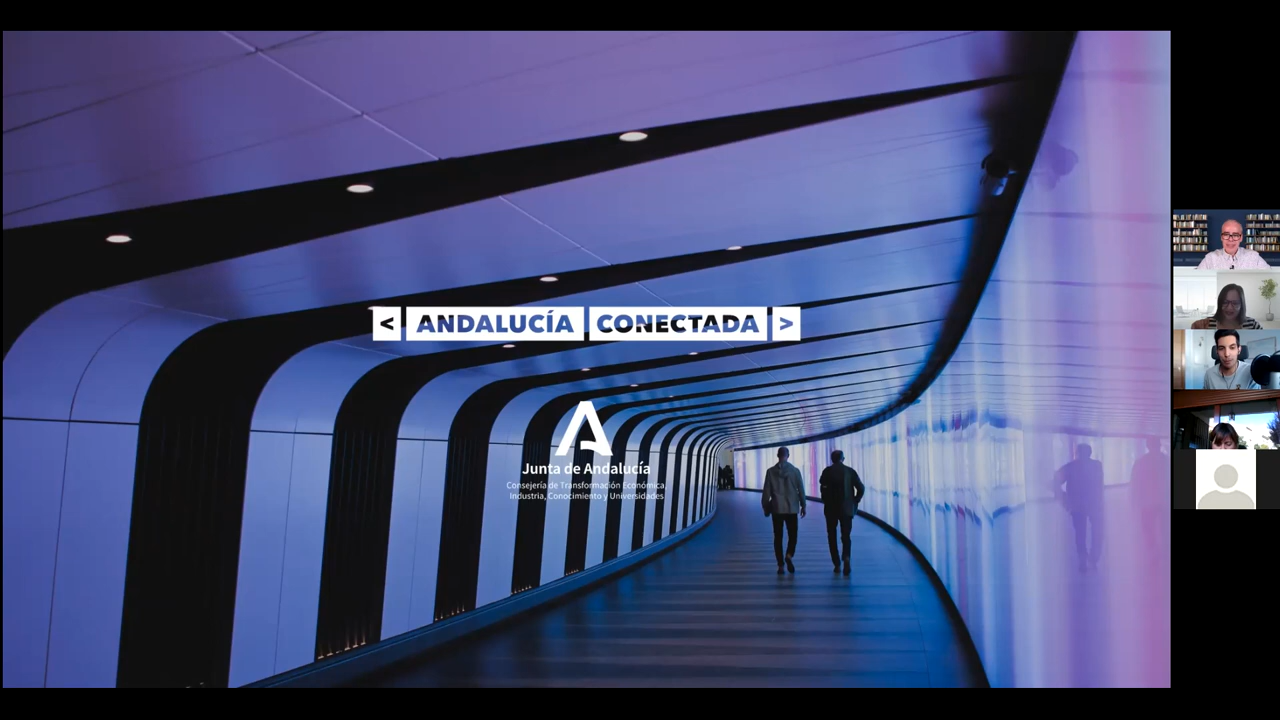 < ANDALUCÍA CONECTADA >
Junta de Andalucía
Consejería de Transformación Económica,
Industria, Conocimiento y Universidades